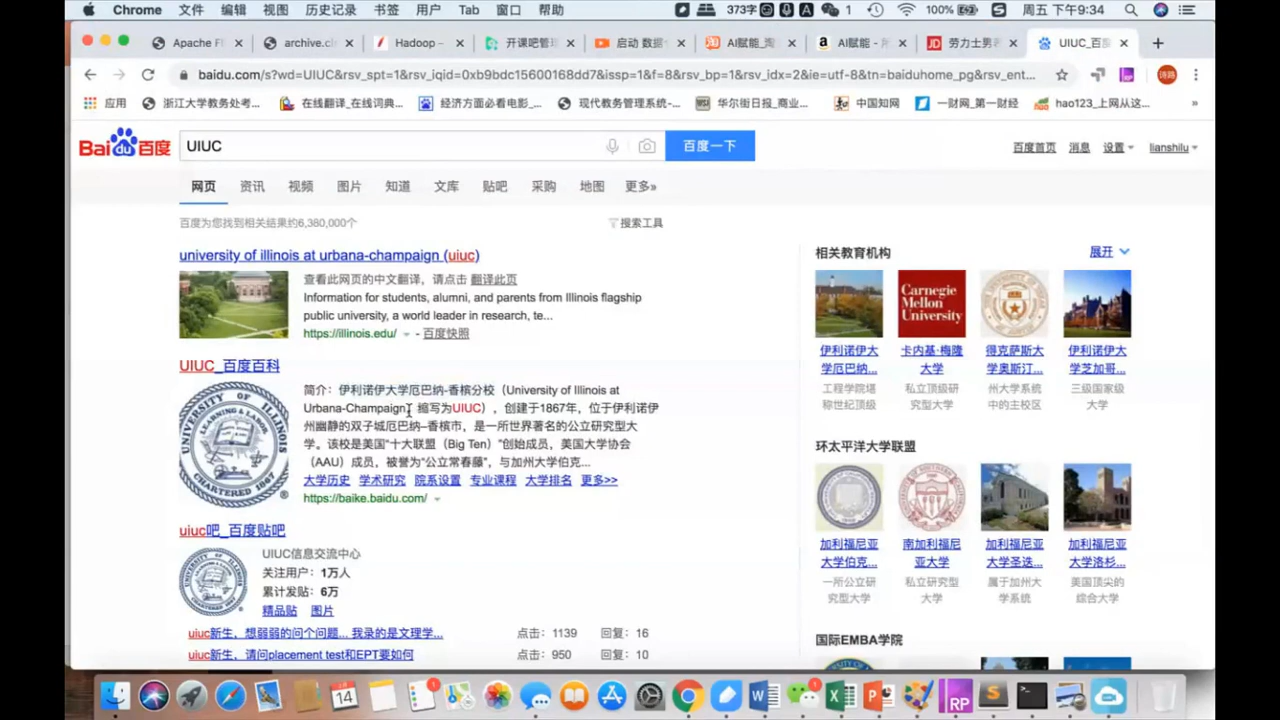 Chrome 文件 编辑 视图 历史记录 书签 用户 Tab 窗口 帮助 373字 1 100% 周五 下午9:34
Apache F archive.c Hadoop – 开课吧管 启动 数据 AI赋能_淘 AI赋能 - 劳力士男 UIUC_百
baidu.com/s?wd=UIUC&rsv_spt=1&rsv_iqid=0xb9bdc15600168dd7&issp=1&f=8&rsv_bp=1&rsv_idx=2&ie=utf-8&tn=baiduhome_pg&rsv_ent...
应用 浙江大学教务处考... 在线翻译_在线词典... 经济方面必看电影_... 现代教务管理系统-... 华尔街日报_商业... 中国知网 一财网_第一财经 hao123_上网从这... »
Bai du 百度 UIUC 百度一下 百度首页 消息 设置 lianshilu
网页 资讯 视频 图片 知道 文库 贴吧 采购 地图 更多»
百度为您找到相关结果约6,380,000个 搜索工具
university of illinois at urbana-champaign (uiuc)
查看此网页的中文翻译，请点击 翻译此页
Information for students, alumni, and parents from Illinois flagship
public university, a world leader in research, te...
https://illinois.edu/ - 百度快照
UIUC_百度百科
简介：伊利诺伊大学厄巴纳-香槟分校（University of Illinois at
Urbana-Champaign，缩写为UIUC），创建于1867年，位于伊利诺伊
州幽静的双子城厄巴纳–香槟市，是一所世界著名的公立研究型大
学。该校是美国“十大联盟（Big Ten）”创始成员，美国大学协会
（AAU）成员，被誉为“公立常春藤”，与加州大学伯克...
大学历史 学术研究 院系设置 专业课程 大学排名 更多>>
https://baike.baidu.com/
uiuc吧_百度贴吧
UIUC信息交流中心
关注用户：1万人
累计发贴：6万
精品贴 图片
uiuc新生，想弱弱的问个问题... 我录的是文理学... 点击：1139 回复：16
uiuc新生，请问placement test和EPT要如何 点击：950 回复：10
相关教育机构 展开
Carnegie
Mellon
University
伊利诺伊大 卡内基·梅隆 得克萨斯大 伊利诺伊大
学厄巴纳... 大学 学奥斯汀... 学芝加哥...
工程学院堪 私立顶级研 州大学系统 三级国家级
称世纪顶级 究型大学 中的主校区 大学
环太平洋大学联盟
加利福尼亚 南加利福尼 加利福尼亚 加利福尼亚
大学伯克... 亚大学 大学圣迭... 大学洛杉...
一所公立研 私立研究型 属于加州大 美国顶尖的
究型大学 大学 学系统 综合大学
国际EMBA学院